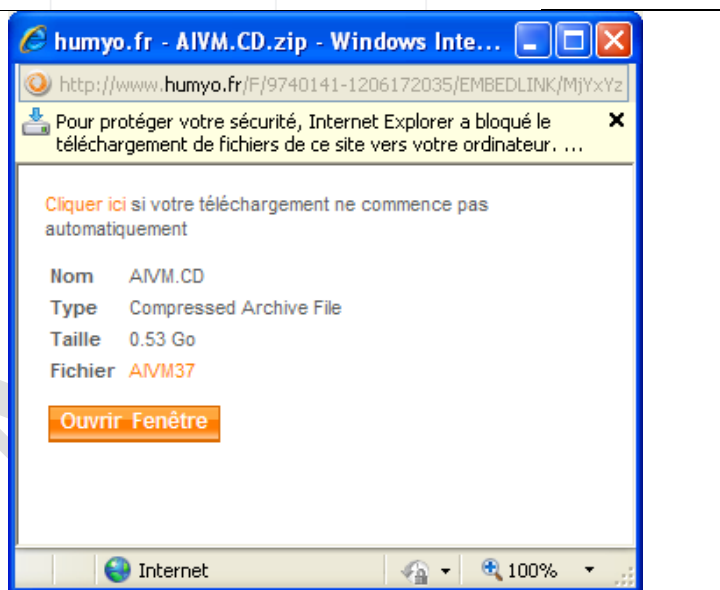 humyo.fr - AIVM.CD.zip - Windows Inte...
http://www.humyo.fr/F/9740141-1206172035/EMBEDLINK/MjYxYz
Pour protéger votre sécurité, Internet Explorer a bloqué le
téléchargement de fichiers de ce site vers votre ordinateur. ...
Cliquer ici si votre téléchargement ne commence pas
automatiquement
Nom AIVM.CD
Type Compressed Archive File
Taille 0.53 Go
Fichier AIVM37
Ouvrir Fenêtre
Internet 100%